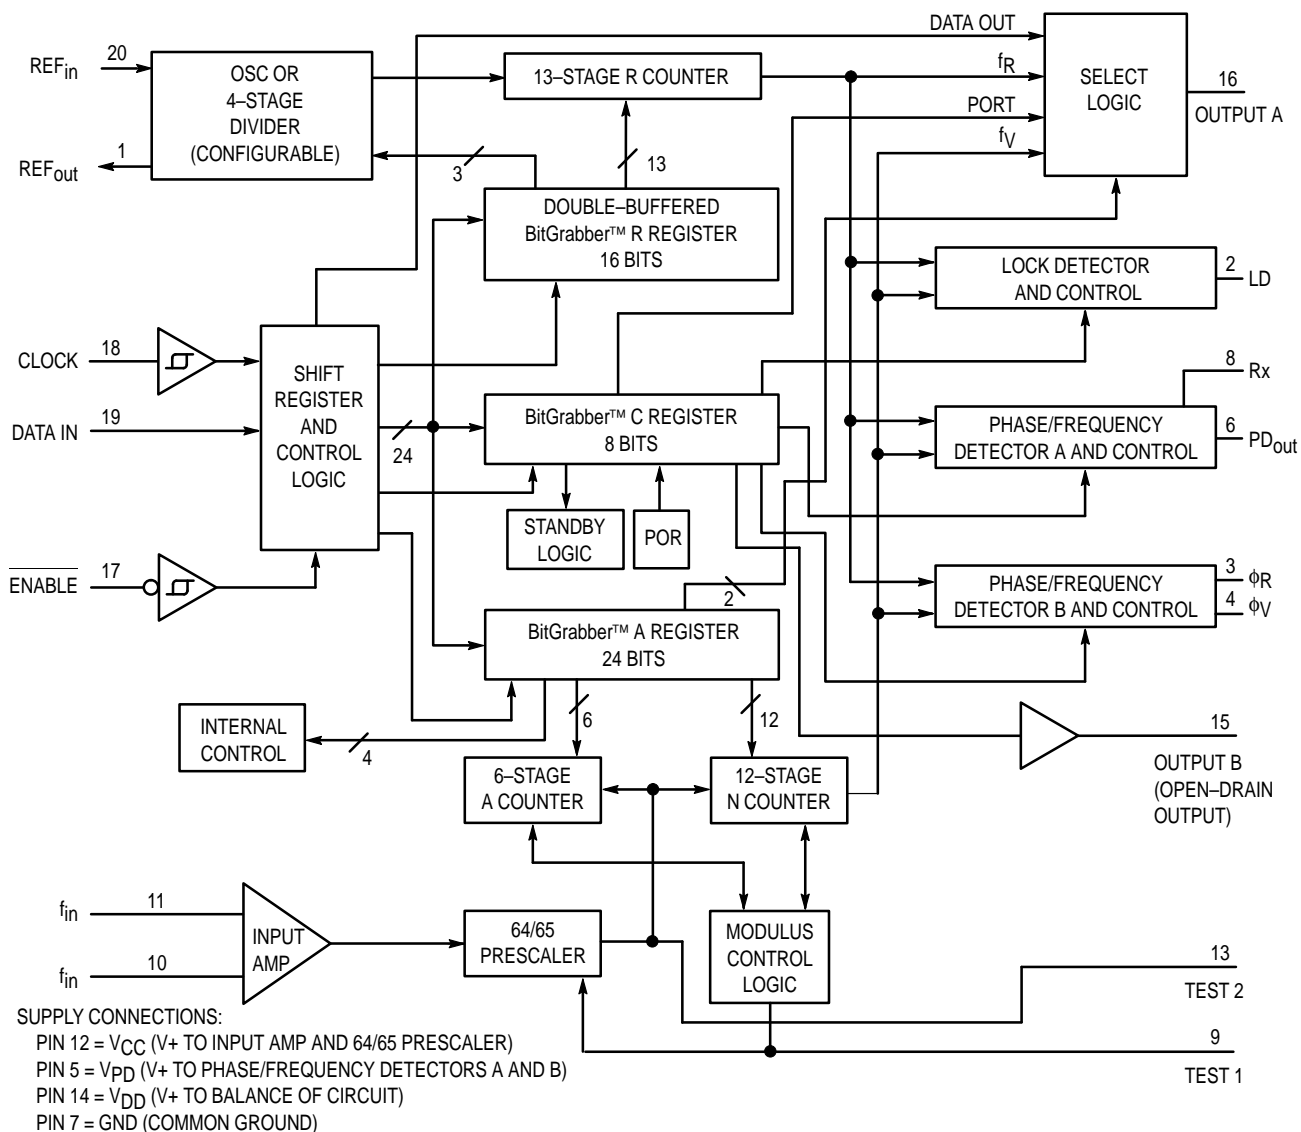 DATA OUT
20
REFin
OSC OR
4–STAGE
DIVIDER
(CONFIGURABLE)
13–STAGE R COUNTER
fR
SELECT
LOGIC
16
OUTPUT A
PORT
fV
1
REFout
3
13
DOUBLE–BUFFERED
BitGrabber™ R REGISTER
16 BITS
LOCK DETECTOR
AND CONTROL
2
LD
CLOCK
18
DATA IN
19
SHIFT
REGISTER
AND
CONTROL
LOGIC
24
BitGrabber™ C REGISTER
8 BITS
8
Rx
PHASE/FREQUENCY
DETECTOR A AND CONTROL
6
PDout
STANDBY
LOGIC
POR
ENABLE
17
2
PHASE/FREQUENCY
DETECTOR B AND CONTROL
3
ϕR
4
ϕV
BitGrabber™ A REGISTER
24 BITS
INTERNAL
CONTROL
4
6
12
15
OUTPUT B
(OPEN–DRAIN
OUTPUT)
6–STAGE
A COUNTER
12–STAGE
N COUNTER
fin
11
INPUT
AMP
fin
10
64/65
PRESCALER
MODULUS
CONTROL
LOGIC
13
TEST 2
9
TEST 1
SUPPLY CONNECTIONS:
PIN 12 = VCC (V+ TO INPUT AMP AND 64/65 PRESCALER)
PIN 5 = VPD (V+ TO PHASE/FREQUENCY DETECTORS A AND B)
PIN 14 = VDD (V+ TO BALANCE OF CIRCUIT)
PIN 7 = GND (COMMON GROUND)